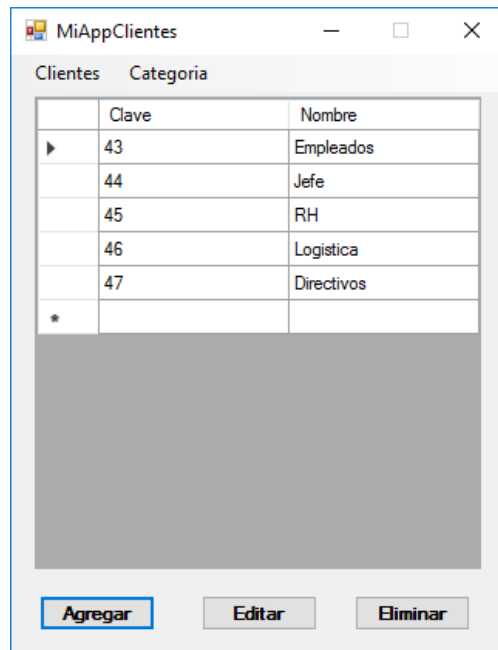 MiAppClientes
Clientes Categoria
Clave Nombre
43 Empleados
44 Jefe
45 RH
46 Logistica
47 Directivos
*
Agregar Editar Eliminar